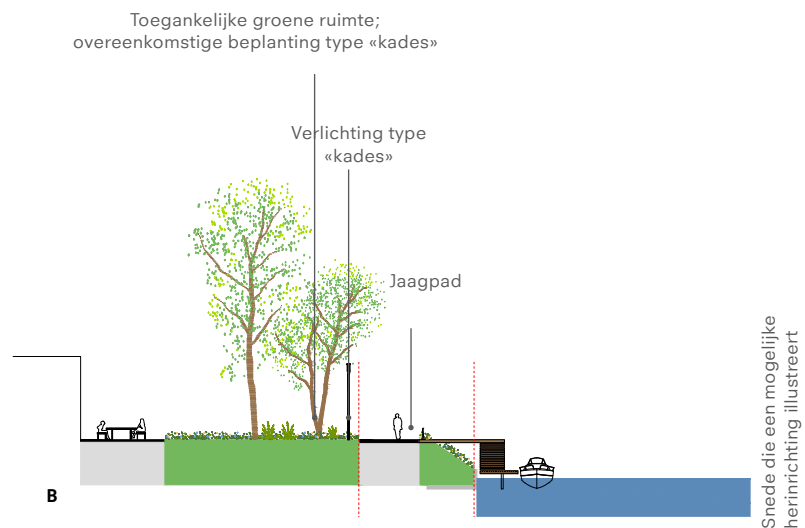 Toegankelijke groene ruimte;
overeenkomstige beplanting type «kades»
Verlichting type
«kades»
Jaagpad
Snede die een mogelijke
herinrichting illustreert
B